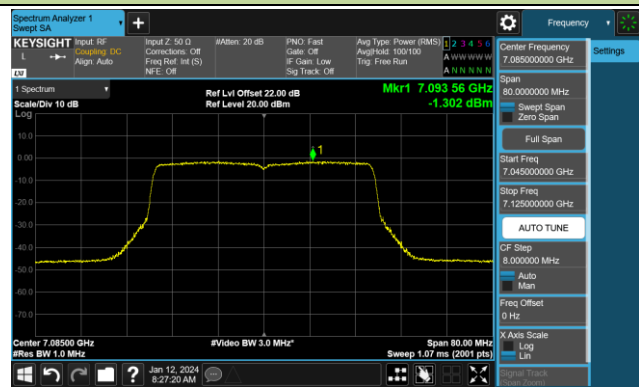 Spectrum Analyzer 1
Swept SA
Frequency
KEYSIGHT
Input: RF
Coupling: DC
Align: Auto
Input Z: 50 Ω
Corrections: Off
Freq Ref: Int (S)
NFE: Off
#Atten: 20 dB
PNO: Fast
Gate: Off
IF Gain: Low
Sig Track: Off
Avg Type: Power (RMS)
Avg|Hold: 100/100
Trig: Free Run
1 2 3 4 5 6
A W W W W W
A N N N N N
L
LXI
Center Frequency
7.085000000 GHz
Settings
Span
80.0000000 MHz
Swept Span
Zero Span
Full Span
Start Freq
7.045000000 GHz
Stop Freq
7.125000000 GHz
AUTO TUNE
CF Step
8.000000 MHz
Auto
Man
Freq Offset
0 Hz
X Axis Scale
Log
Lin
Signal Track
(Span Zoom)
1 Spectrum
Scale/Div 10 dB
Log
Ref Lvl Offset 22.00 dB
Ref Level 20.00 dBm
Mkr1 7.093 56 GHz
-1.302 dBm
1
10.0
0.00
-10.0
-20.0
-30.0
-40.0
-50.0
-60.0
-70.0
Center 7.08500 GHz
#Res BW 1.0 MHz
#Video BW 3.0 MHz*
Span 80.00 MHz
Sweep 1.07 ms (2001 pts)
Jan 12, 2024
8:27:20 AM